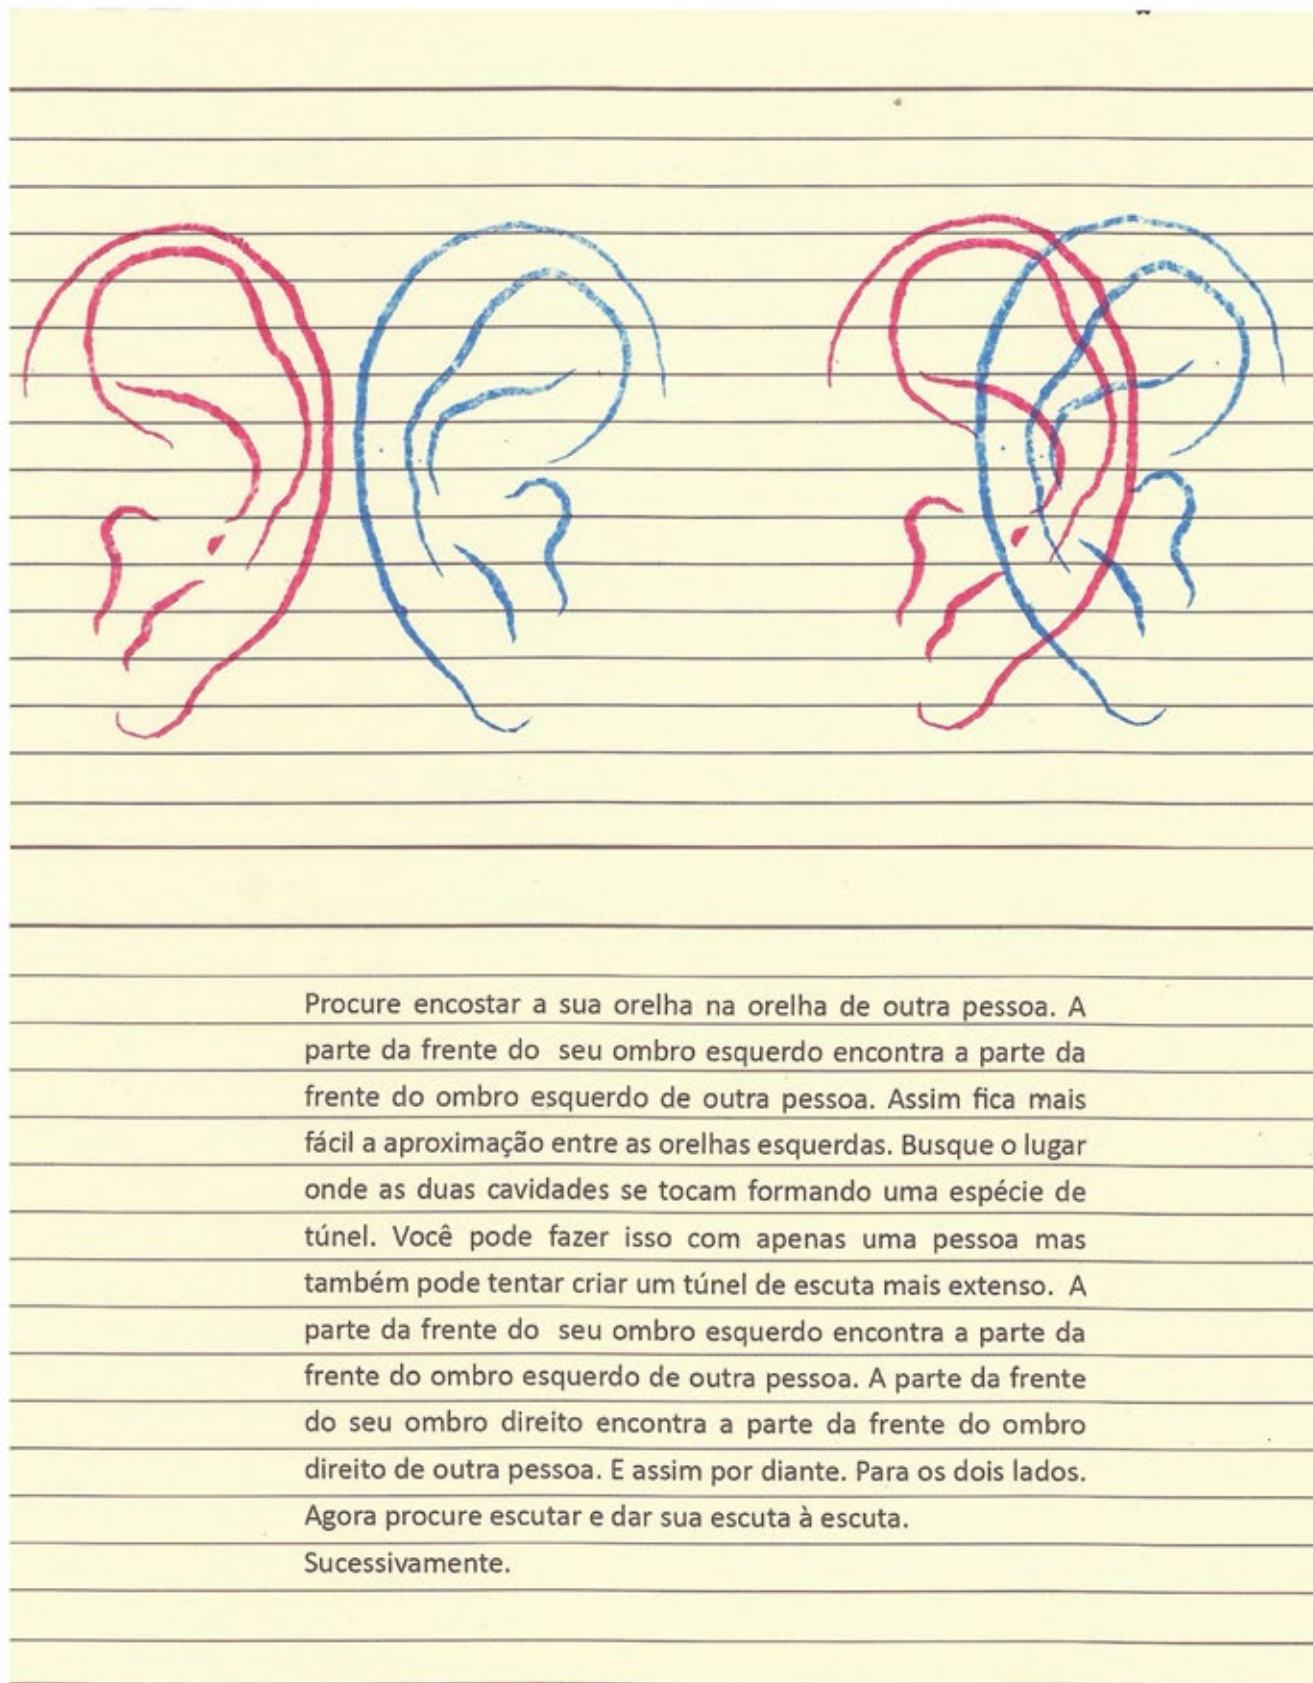 Procure encostar a sua orelha na orelha de outra pessoa. A
parte da frente do  seu ombro esquerdo encontra a parte da
frente do ombro esquerdo de outra pessoa. Assim fica mais
fácil a aproximação entre as orelhas esquerdas. Busque o lugar
onde as duas cavidades se tocam formando uma espécie de
túnel. Você pode fazer isso com apenas uma pessoa mas
também pode tentar criar um túnel de escuta mais extenso.  A
parte da frente do  seu ombro esquerdo encontra a parte da
frente do ombro esquerdo de outra pessoa. A parte da frente
do seu ombro direito encontra a parte da frente do ombro
direito de outra pessoa. E assim por diante. Para os dois lados.
Agora procure escutar e dar sua escuta à escuta.
Sucessivamente.